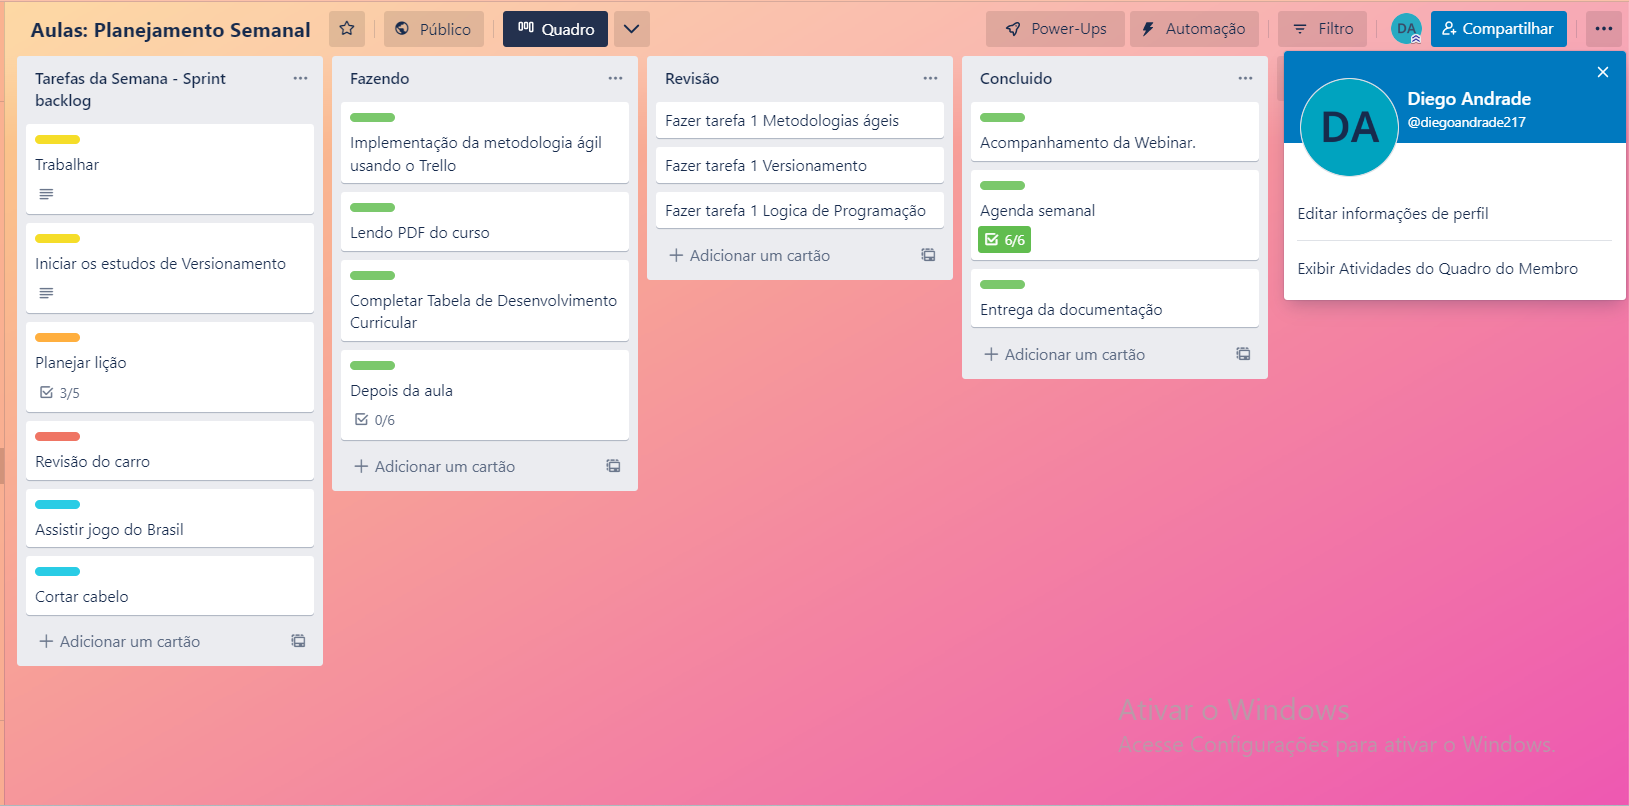 Aulas: Planejamento Semanal
Público
Quadro
Power-Ups
Automação
Filtro
DA
Compartilhar
Tarefas da Semana - Sprint
backlog
Trabalhar
Iniciar os estudos de Versionamento
Planejar lição
3/5
Revisão do carro
Assistir jogo do Brasil
Cortar cabelo
Adicionar um cartão
Fazendo
Implementação da metodologia ágil
usando o Trello
Lendo PDF do curso
Completar Tabela de Desenvolvimento
Curricular
Depois da aula
0/6
Adicionar um cartão
Revisão
Fazer tarefa 1 Metodologias ágeis
Fazer tarefa 1 Versionamento
Fazer tarefa 1 Logica de Programação
Adicionar um cartão
Concluido
Acompanhamento da Webinar.
Agenda semanal
6/6
Entrega da documentação
Adicionar um cartão
DA
Diego Andrade
@diegoandrade217
Editar informações de perfil
Exibir Atividades do Quadro do Membro
Ativar o Windows
Acesse Configurações para ativar o Windows.